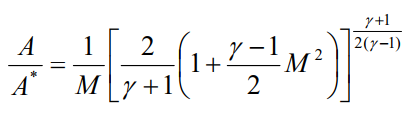 A/A* = 1/M [ 2/(γ+1) ( 1 + (γ−1)/2 M² ) ]^((γ+1)/(2(γ−1)))